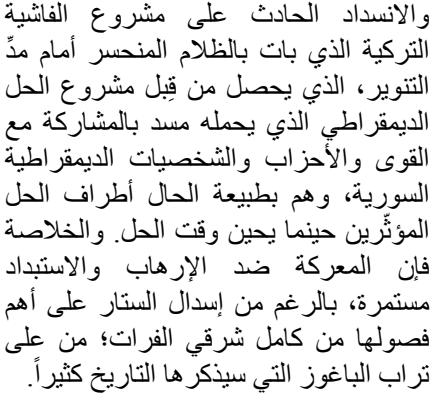 والانسداد الحادث على مشروع الفاشية
التركية الذي بات بالظلام المنحسر أمام مدِّ
التنوير، الذي يحصل من قِبل مشروع الحل
الديمقراطي الذي يحمله مسد بالمشاركة مع
القوى والأحزاب والشخصيات الديمقراطية
السورية، وهم بطبيعة الحال أطراف الحل
المؤثّرين حينما يحين وقت الحل. والخلاصة
فإن المعركة ضد الإرهاب والاستبداد
مستمرة، بالرغم من إسدال الستار على أهم
فصولها من كامل شرقي الفرات؛ من على
تراب الباغوز التي سيذكرها التاريخ كثيراً.